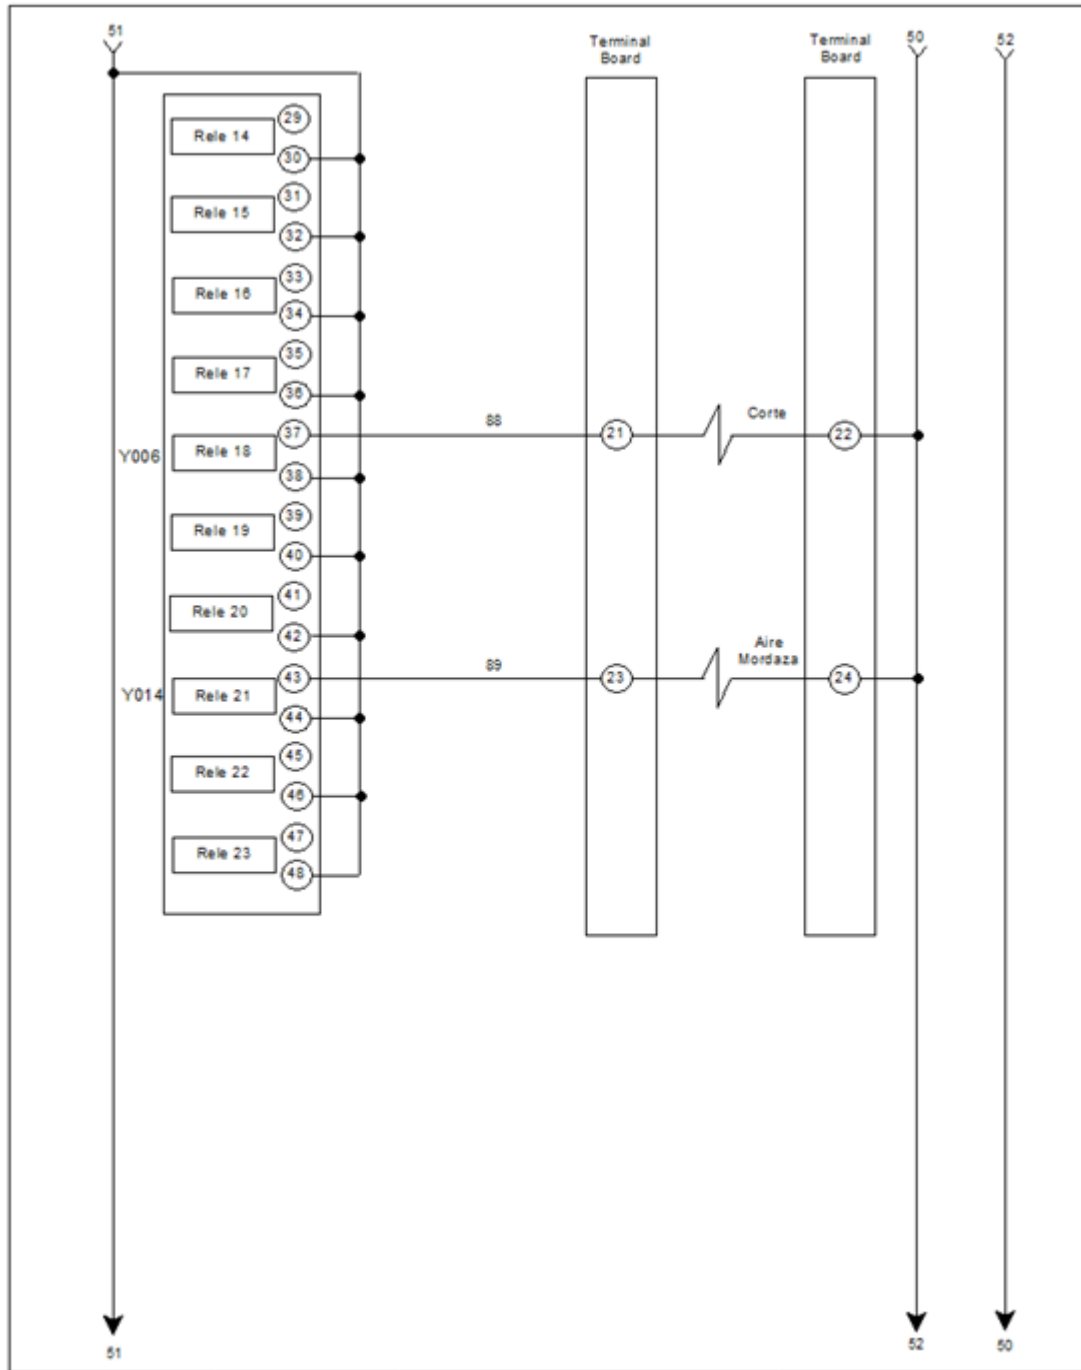 51
Terminal
Board
Terminal
Board
50
52
29
Rele 14
30
31
Rele 15
32
33
Rele 16
34
35
Rele 17
36
37
88
21
Corte
22
Y006
Rele 18
38
39
Rele 19
40
41
Rele 20
42
43
89
23
Aire
Mordaza
24
Y014
Rele 21
44
45
Rele 22
46
47
Rele 23
48
51
52
50